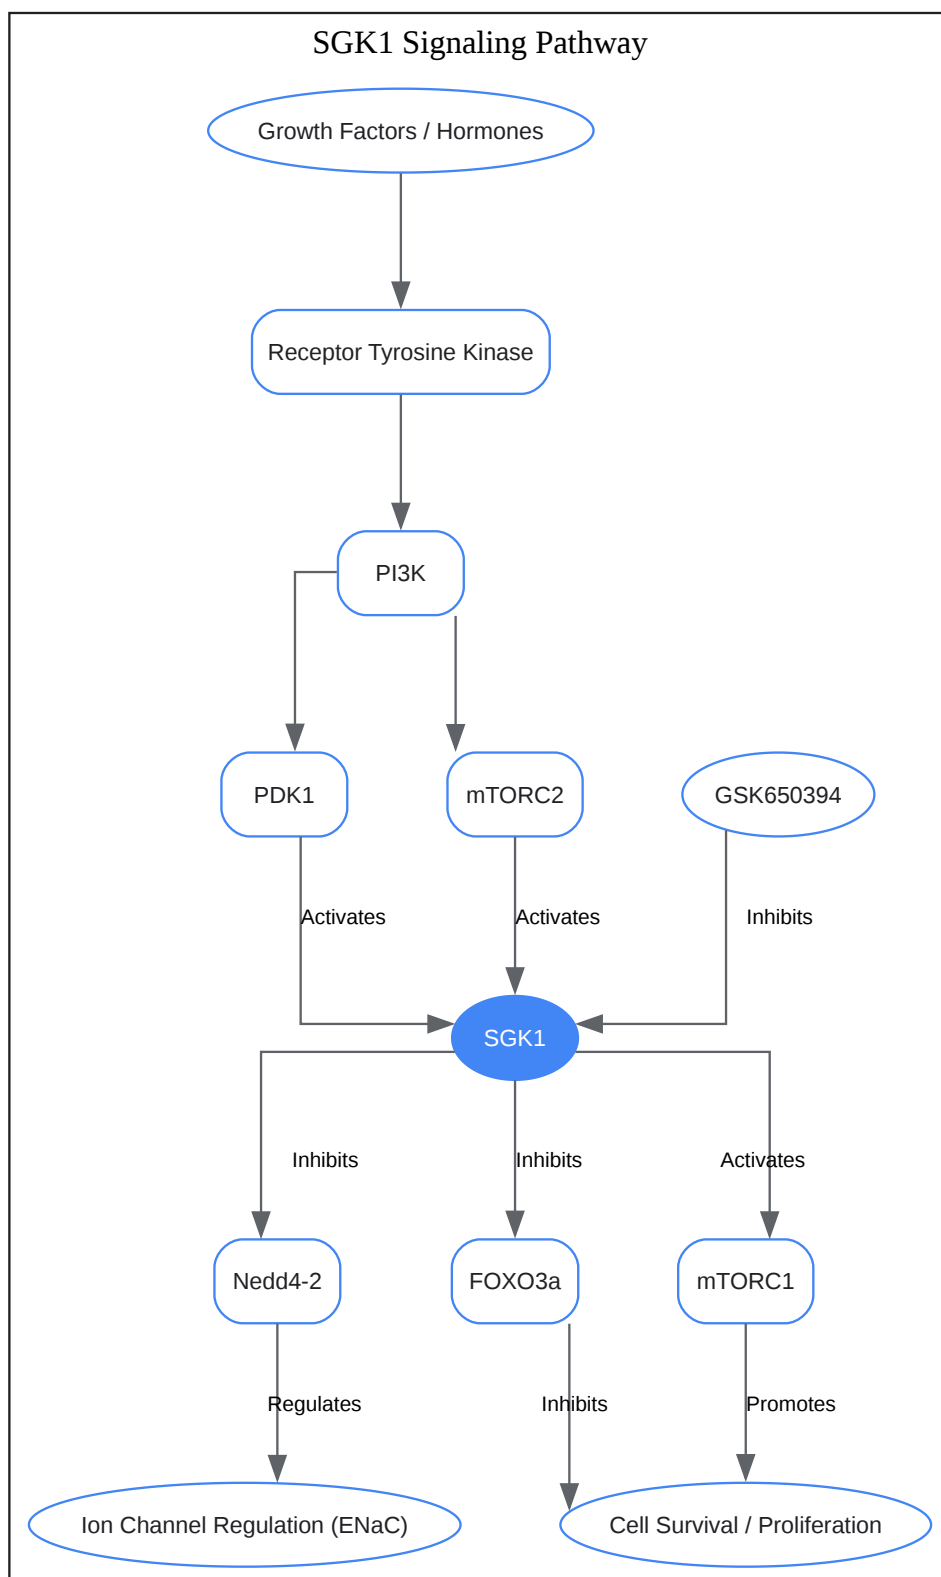 SGK1 Signaling Pathway
Growth Factors / Hormones
Receptor Tyrosine Kinase
PI3K
PDK1
mTORC2
GSK650394
Activates
Activates
Inhibits
SGK1
Inhibits
Inhibits
Activates
Nedd4-2
FOXO3a
mTORC1
Regulates
Inhibits
Promotes
Ion Channel Regulation (ENaC)
Cell Survival / Proliferation